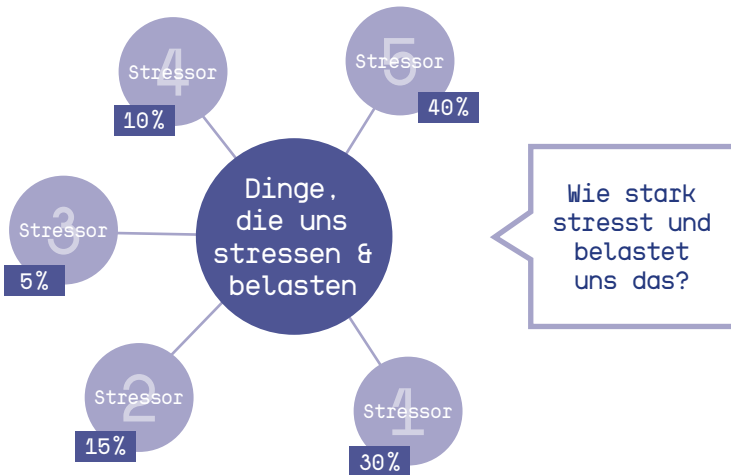 4
Stressor
10%
5
Stressor
40%
3
Stressor
5%
Dinge,
die uns
stressen &
belasten
Wie stark
stresst und
belastet
uns das?
2
Stressor
15%
1
Stressor
30%